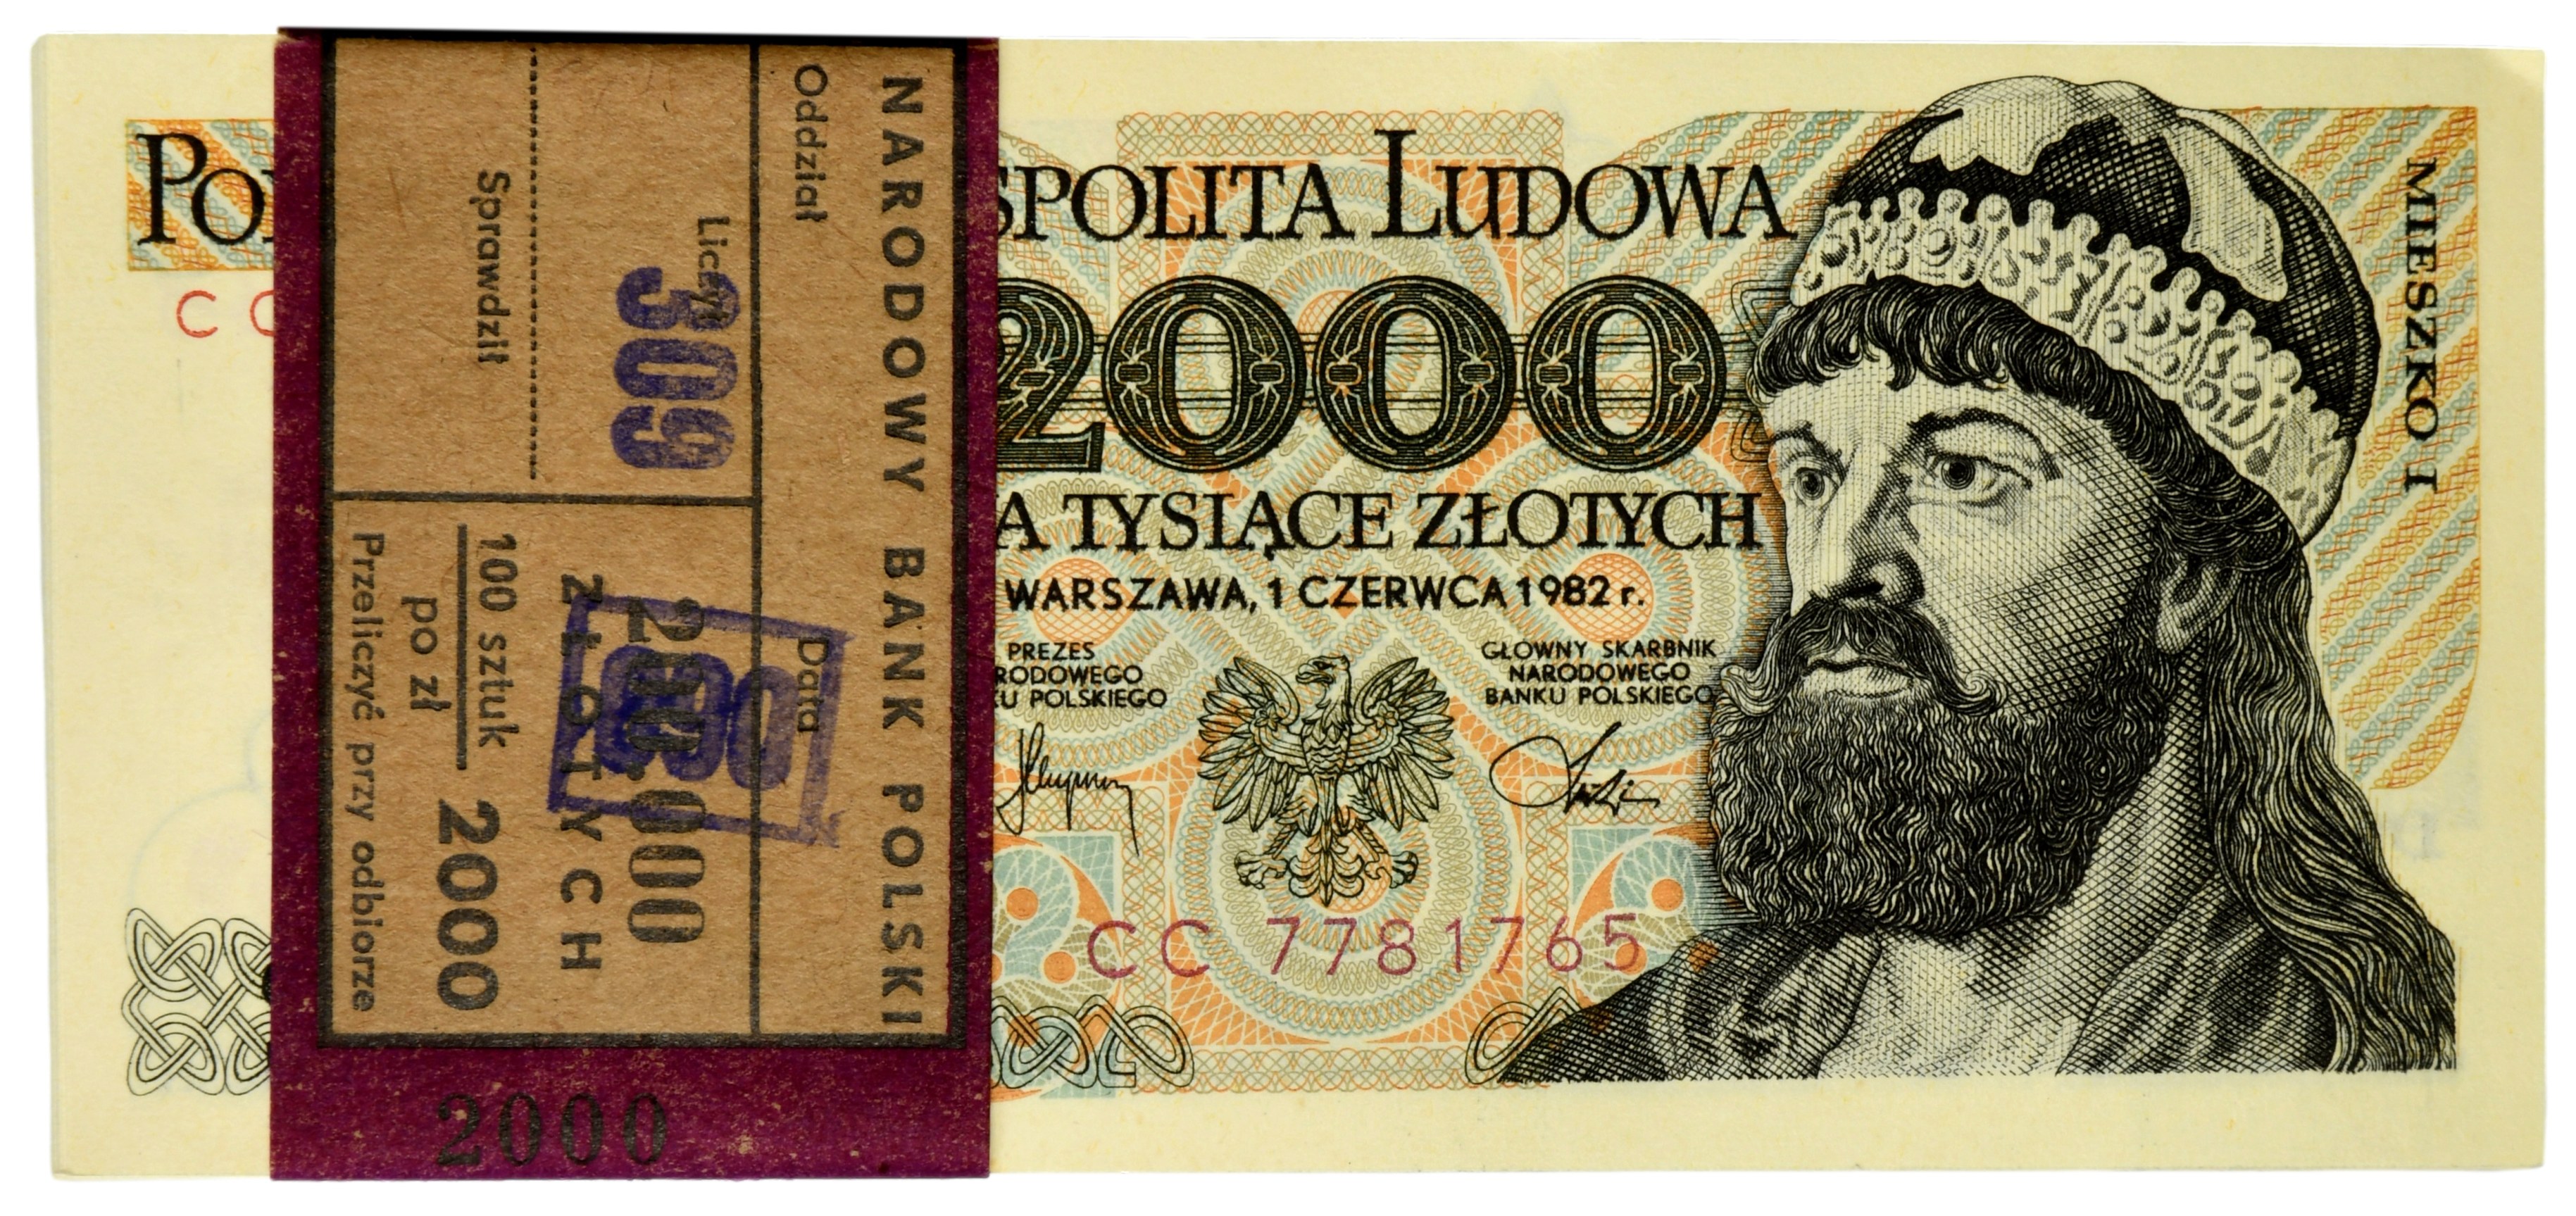 NARODOWY BANK POLSKI
Oddział
Data
Liczył
309
Sprawdził
200.000
ZŁOTYCH
100 sztuk
po zł
2000
Przeliczyć przy odbiorze
2000
PO
SPOLITA LUDOWA
2000
A TYSIĄCE ZŁOTYCH
WARSZAWA, 1 CZERWCA 1982 r.
PREZES
RODOWEGO
U POLSKIEGO
GŁÓWNY SKARBNIK
NARODOWEGO
BANKU POLSKIEGO
CC 7781765
MIESZKO I
C C